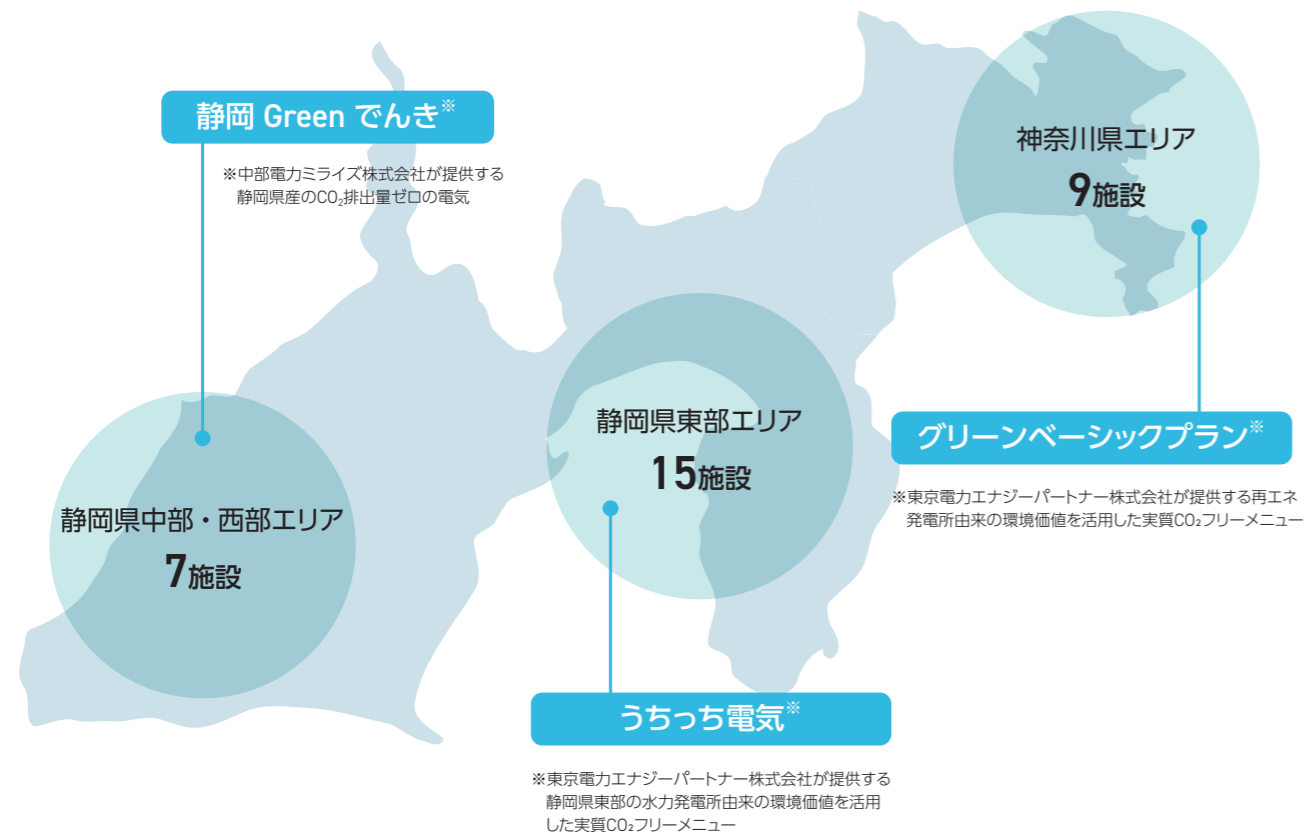 静岡 Green でんき※
※中部電力ミライズ株式会社が提供する
静岡県産のCO₂排出量ゼロの電気
神奈川県エリア
9施設
静岡県東部エリア
15施設
グリーンベーシックプラン※
※東京電力エナジーパートナー株式会社が提供する再エネ
発電所由来の環境価値を活用した実質CO₂フリーメニュー
静岡県中部・西部エリア
7施設
うちっち電気※
※東京電力エナジーパートナー株式会社が提供する
静岡県東部の水力発電所由来の環境価値を活用
した実質CO₂フリーメニュー